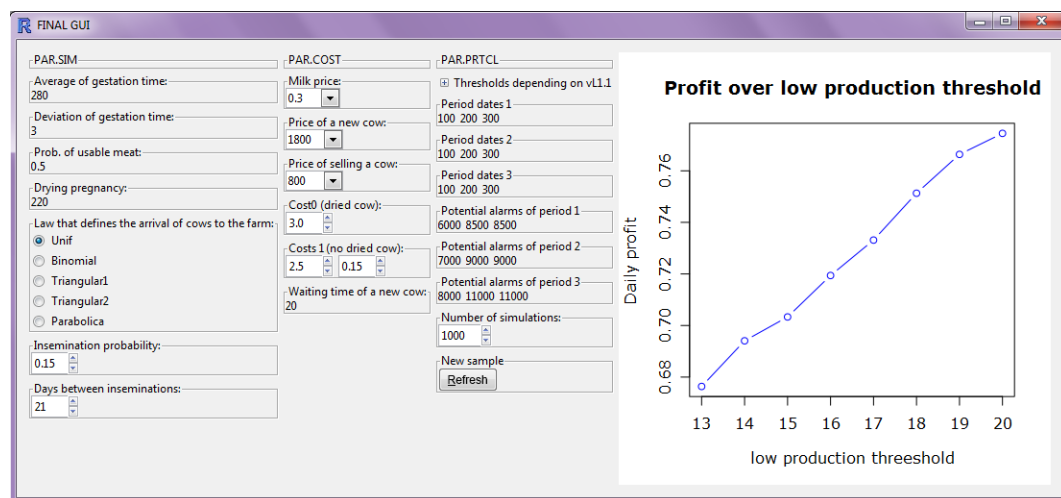 FINAL GUI
PAR.SIM
Average of gestation time:
280
Deviation of gestation time:
3
Prob. of usable meat:
0.5
Drying pregnancy:
220
Law that defines the arrival of cows to the farm:
Unif
Binomial
Triangular1
Triangular2
Parabolica
Insemination probability:
0.15
Days between inseminations:
21
PAR.COST
Milk price:
0.3
Price of a new cow:
1800
Price of selling a cow:
800
Cost0 (dried cow):
3.0
Costs1 (no dried cow):
2.5 0.15
Waiting time of a new cow:
20
PAR.PRTCL
Thresholds depending on vL1.1
Period dates 1
100 200 300
Period dates 2
100 200 300
Period dates 3
100 200 300
Potential alarms of period 1
6000 8500 8500
Potential alarms of period 2
7000 9000 9000
Potential alarms of period 3
8000 11000 11000
Number of simulations:
1000
New sample
Refresh
Profit over low production threshold
Daily profit
0.76
0.74
0.72
0.70
0.68
13 14 15 16 17 18 19 20
low production threeshold